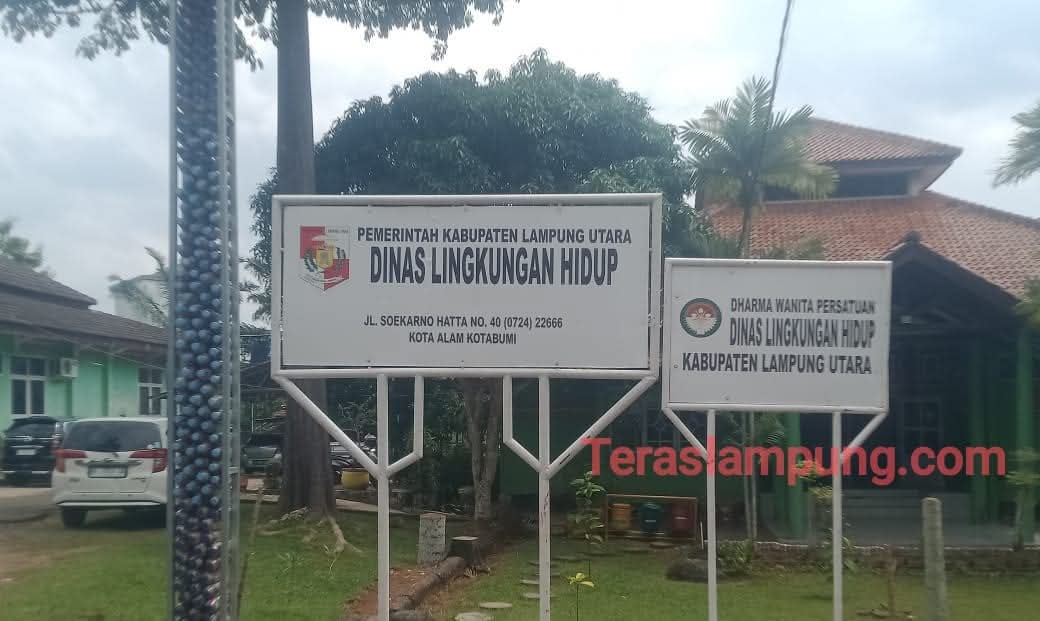 PEMERINTAH KABUPATEN LAMPUNG UTARA
DINAS LINGKUNGAN HIDUP
JL. SOEKARNO HATTA NO. 40 (0724) 22666
KOTA ALAM KOTABUMI
DHARMA WANITA PERSATUAN
DINAS LINGKUNGAN HIDUP
KABUPATEN LAMPUNG UTARA
Teraslampung.com